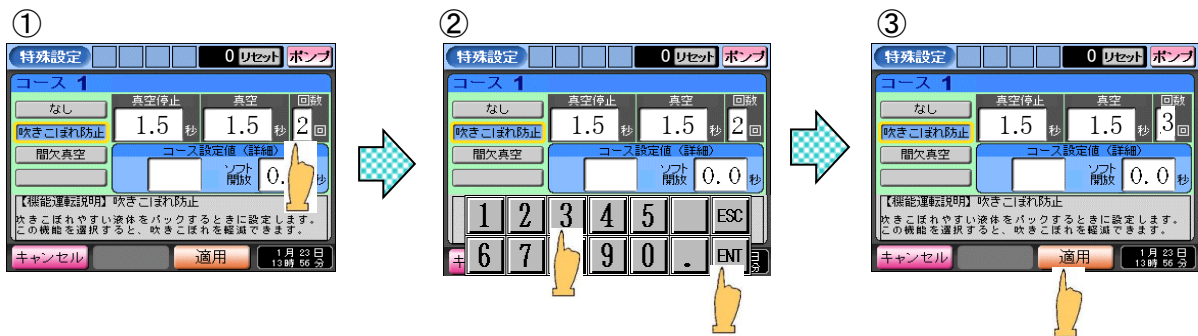 ①
特殊設定 0 リセット ポンプ
コース 1
なし
吹きこぼれ防止
間欠真空
真空停止 真空 回数
1.5 秒 1.5 秒 2 回
コース設定値（詳細）
ソフト開放 0. 秒
【機能運転説明】吹きこぼれ防止
吹きこぼれやすい液体をパックするときに設定します。
この機能を選択すると、吹きこぼれを軽減できます。
キャンセル 適用 1月23日
13時56分
②
特殊設定 0 リセット ポンプ
コース 1
なし
吹きこぼれ防止
間欠真空
真空停止 真空 回数
1.5 秒 1.5 秒 2 回
コース設定値（詳細）
ソフト開放 0.0 秒
1 2 3 4 5 ESC
6 7 9 0 . ENT
キ
③
特殊設定 0 リセット ポンプ
コース 1
なし
吹きこぼれ防止
間欠真空
真空停止 真空 回数
1.5 秒 1.5 秒 3 回
コース設定値（詳細）
ソフト開放 0.0 秒
【機能運転説明】吹きこぼれ防止
吹きこぼれやすい液体をパックするときに設定します。
この機能を選択すると、吹きこぼれを軽減できます。
キャンセル 適用 1月23日
13時56分